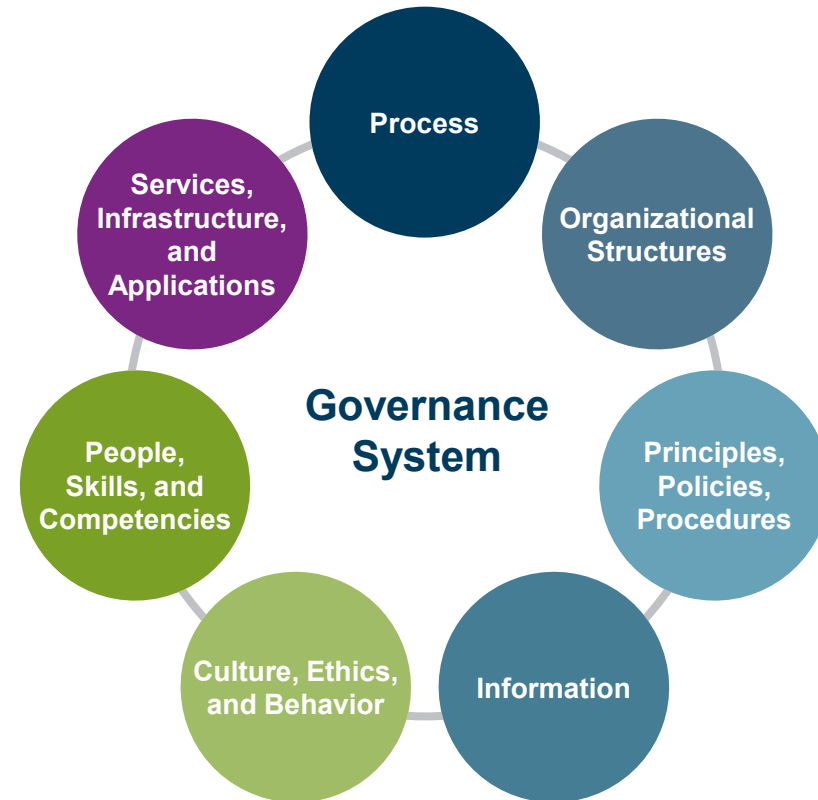 Process
Organizational
Structures
Principles,
Policies,
Procedures
Information
Culture, Ethics,
and Behavior
People,
Skills, and
Competencies
Services,
Infrastructure,
and
Applications
Governance
System